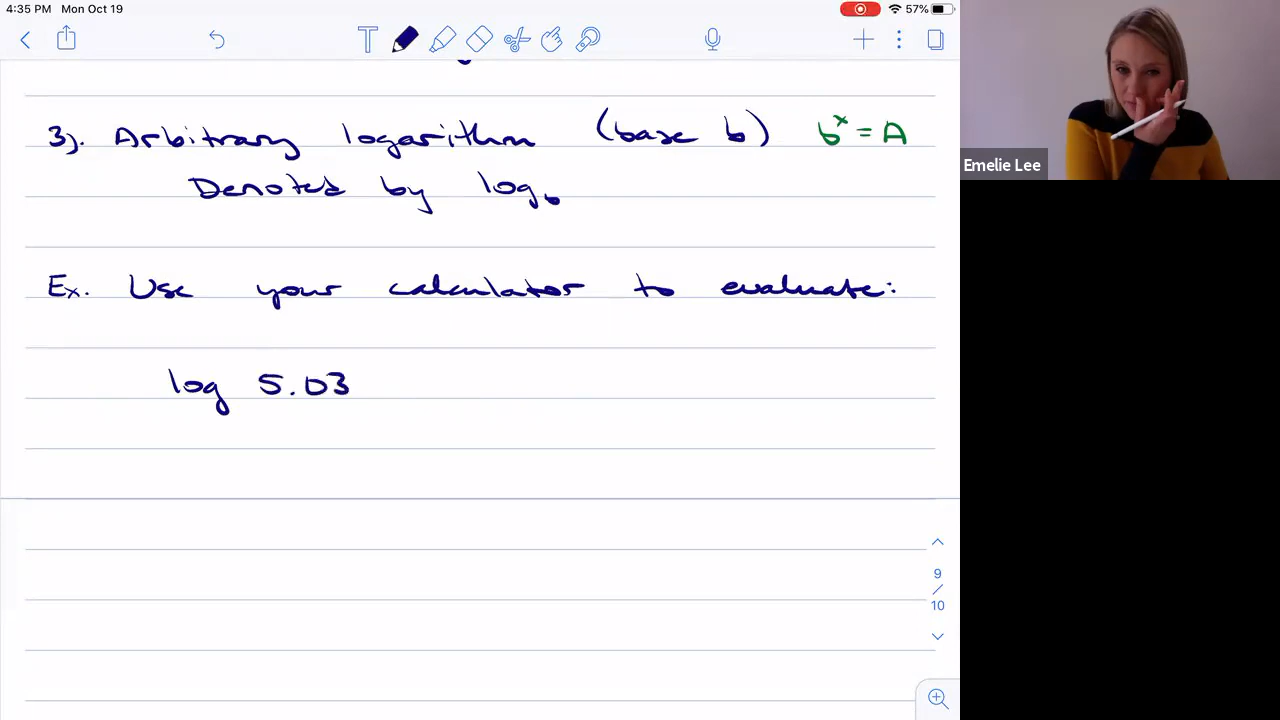 4:35 PM Mon Oct 19
57%
3). Arbitrary logarithm (base b) bˣ = A
Denoted by log_b
Ex. Use your calculator to evaluate:
log 5.03
9
/
10
Emelie Lee